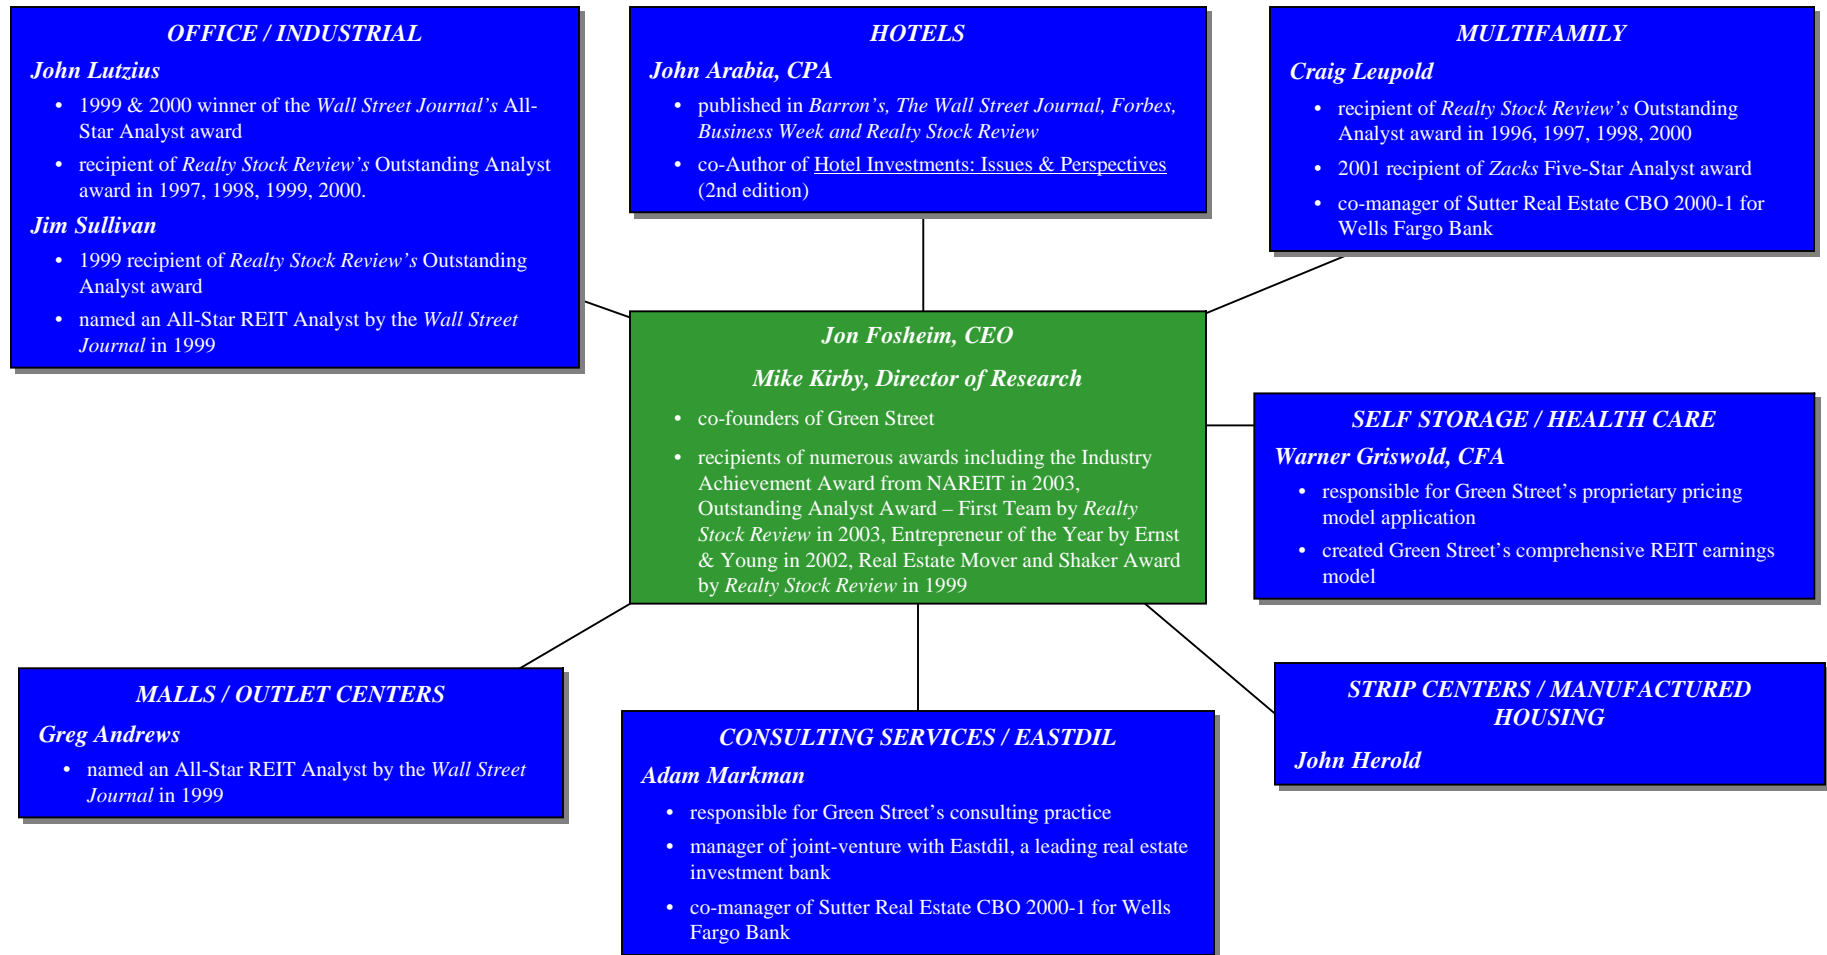 OFFICE / INDUSTRIAL
John Lutzius
• 1999 & 2000 winner of the Wall Street Journal's All-
Star Analyst award
• recipient of Realty Stock Review's Outstanding Analyst
award in 1997, 1998, 1999, 2000.
Jim Sullivan
• 1999 recipient of Realty Stock Review's Outstanding
Analyst award
• named an All-Star REIT Analyst by the Wall Street
Journal in 1999
HOTELS
John Arabia, CPA
• published in Barron's, The Wall Street Journal, Forbes,
Business Week and Realty Stock Review
• co-Author of Hotel Investments: Issues & Perspectives
(2nd edition)
MULTIFAMILY
Craig Leupold
• recipient of Realty Stock Review's Outstanding
Analyst award in 1996, 1997, 1998, 2000
• 2001 recipient of Zacks Five-Star Analyst award
• co-manager of Sutter Real Estate CBO 2000-1 for
Wells Fargo Bank
Jon Fosheim, CEO
Mike Kirby, Director of Research
• co-founders of Green Street
• recipients of numerous awards including the Industry
Achievement Award from NAREIT in 2003,
Outstanding Analyst Award – First Team by Realty
Stock Review in 2003, Entrepreneur of the Year by Ernst
& Young in 2002, Real Estate Mover and Shaker Award
by Realty Stock Review in 1999
SELF STORAGE / HEALTH CARE
Warner Griswold, CFA
• responsible for Green Street's proprietary pricing
model application
• created Green Street's comprehensive REIT earnings
model
MALLS / OUTLET CENTERS
Greg Andrews
• named an All-Star REIT Analyst by the Wall Street
Journal in 1999
CONSULTING SERVICES / EASTDIL
Adam Markman
• responsible for Green Street's consulting practice
• manager of joint-venture with Eastdil, a leading real estate
investment bank
• co-manager of Sutter Real Estate CBO 2000-1 for Wells
Fargo Bank
STRIP CENTERS / MANUFACTURED
HOUSING
John Herold